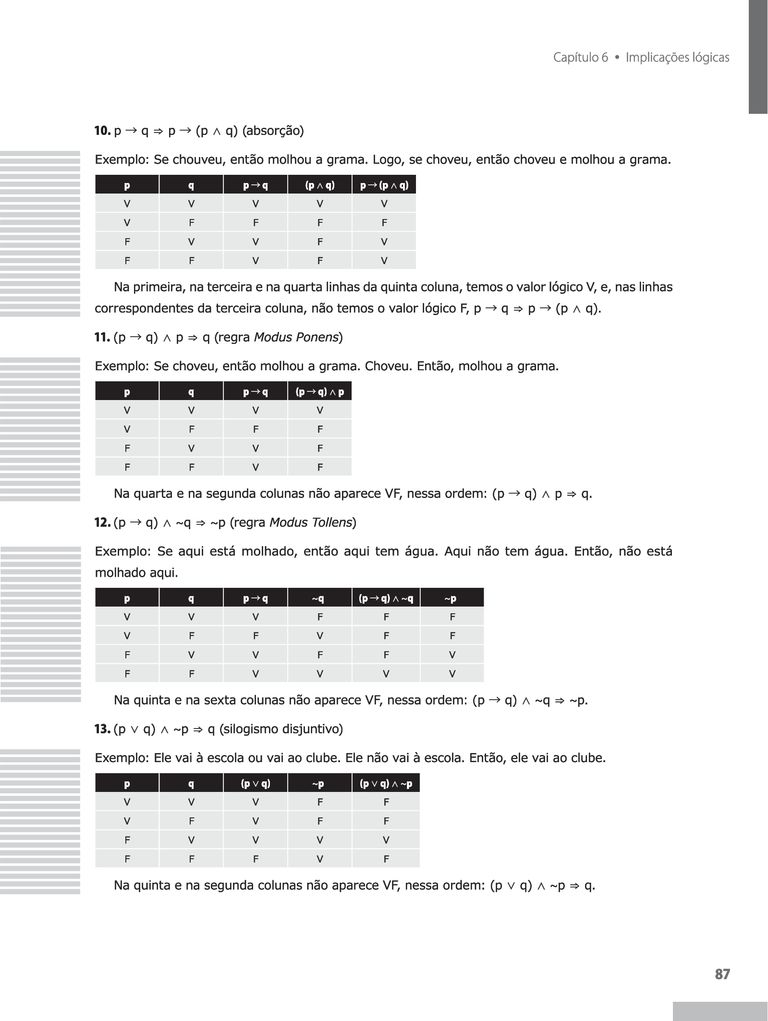 Capítulo 6 • Implicações lógicas
10. p → q ⇒ p → (p ∧ q) (absorção)
Exemplo: Se chouveu, então molhou a grama. Logo, se choveu, então choveu e molhou a grama.
p q p → q (p ∧ q) p → (p ∧ q)
V V V V V
V F F F F
F V V F V
F F V F V
Na primeira, na terceira e na quarta linhas da quinta coluna, temos o valor lógico V, e, nas linhas
correspondentes da terceira coluna, não temos o valor lógico F, p → q ⇒ p → (p ∧ q).
11. (p → q) ∧ p ⇒ q (regra Modus Ponens)
Exemplo: Se choveu, então molhou a grama. Choveu. Então, molhou a grama.
p q p → q (p → q) ∧ p
V V V V
V F F F
F V V F
F F V F
Na quarta e na segunda colunas não aparece VF, nessa ordem: (p → q) ∧ p ⇒ q.
12. (p → q) ∧ ~q ⇒ ~p (regra Modus Tollens)
Exemplo: Se aqui está molhado, então aqui tem água. Aqui não tem água. Então, não está
molhado aqui.
p q p → q ~q (p → q) ∧ ~q ~p
V V V F F F
V F F V F F
F V V F F V
F F V V V V
Na quinta e na sexta colunas não aparece VF, nessa ordem: (p → q) ∧ ~q ⇒ ~p.
13. (p ∨ q) ∧ ~p ⇒ q (silogismo disjuntivo)
Exemplo: Ele vai à escola ou vai ao clube. Ele não vai à escola. Então, ele vai ao clube.
p q (p ∨ q) ~p (p ∨ q) ∧ ~p
V V V F F
V F V F F
F V V V V
F F F V F
Na quinta e na segunda colunas não aparece VF, nessa ordem: (p ∨ q) ∧ ~p ⇒ q.
87